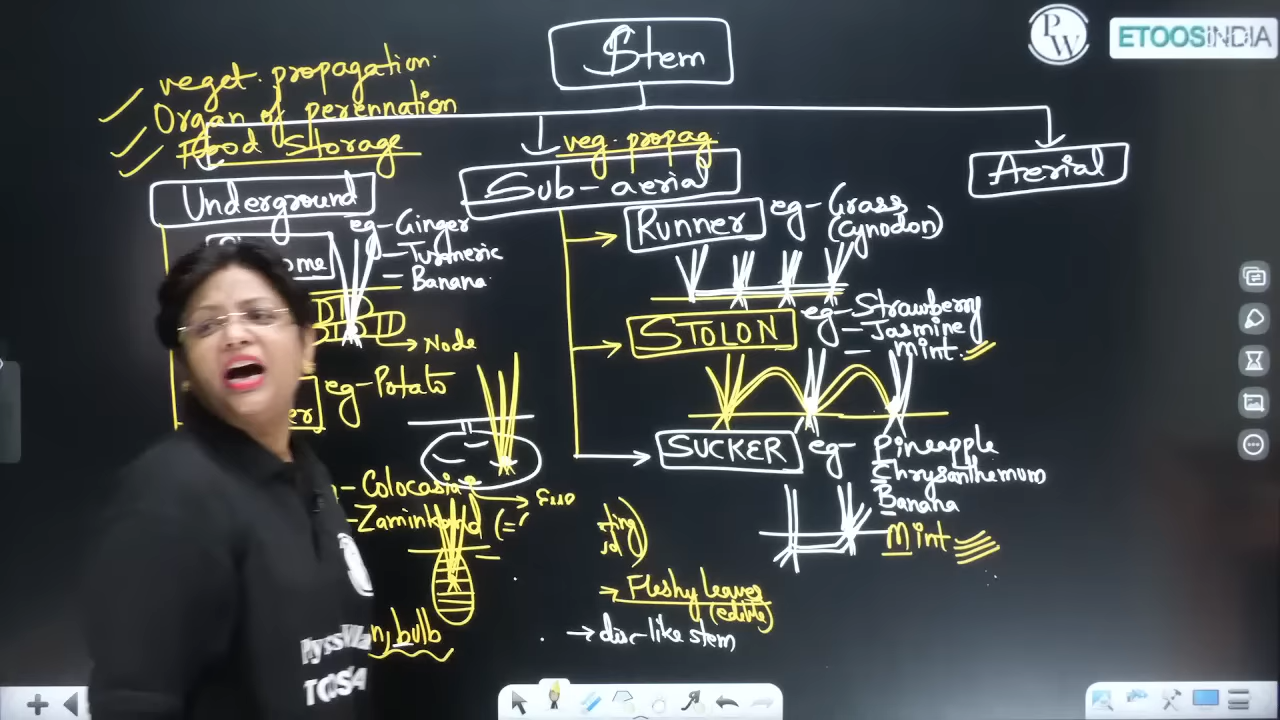 Stem
PW
ETOOSINDIA
veget. propagation
Organ of perennation
Food Storage
veg. propag
Underground
Sub-aerial
Aerial
eg-Ginger
-Turmeric
- Banana
ome
→ Node
Runner eg- Grass
(Cynodon)
STOLON eg- Strawberry
- Jasmine
- mint.
eg-Potato
er
SUCKER eg- Pineapple
Chrysanthemum
Banana
Mint
- Colocasia
-Zaminkand (=
→ Fleshy leaves
(edible)
→ disc-like stem
bulb